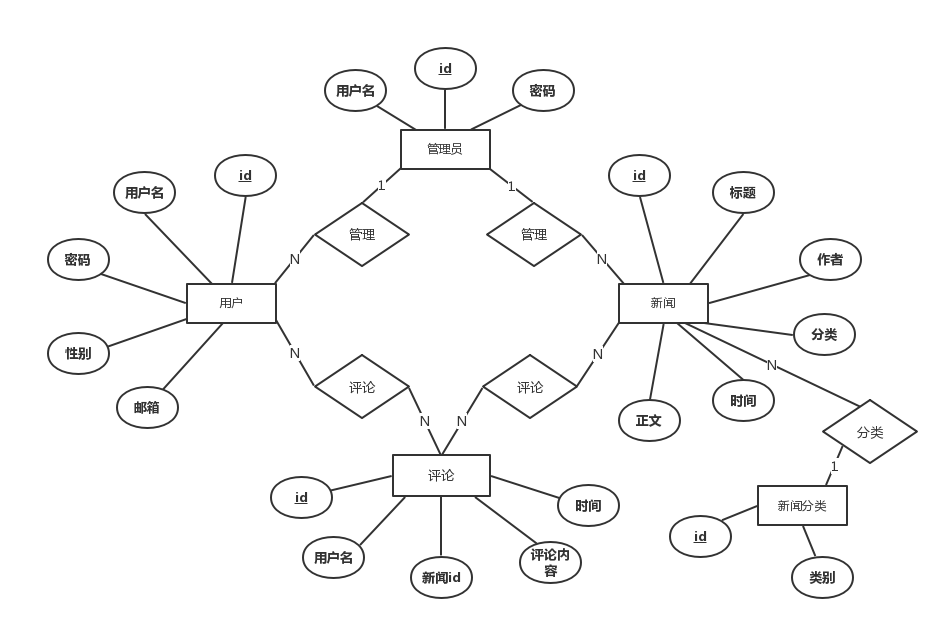 id
用户名
密码
管理员
id
id
1
1
用户名
标题
管理
管理
密码
N
N
作者
用户
新闻
分类
性别
N
N
N
评论
评论
时间
邮箱
正文
N
N
分类
1
评论
id
时间
新闻分类
id
用户名
评论内
容
新闻id
类别